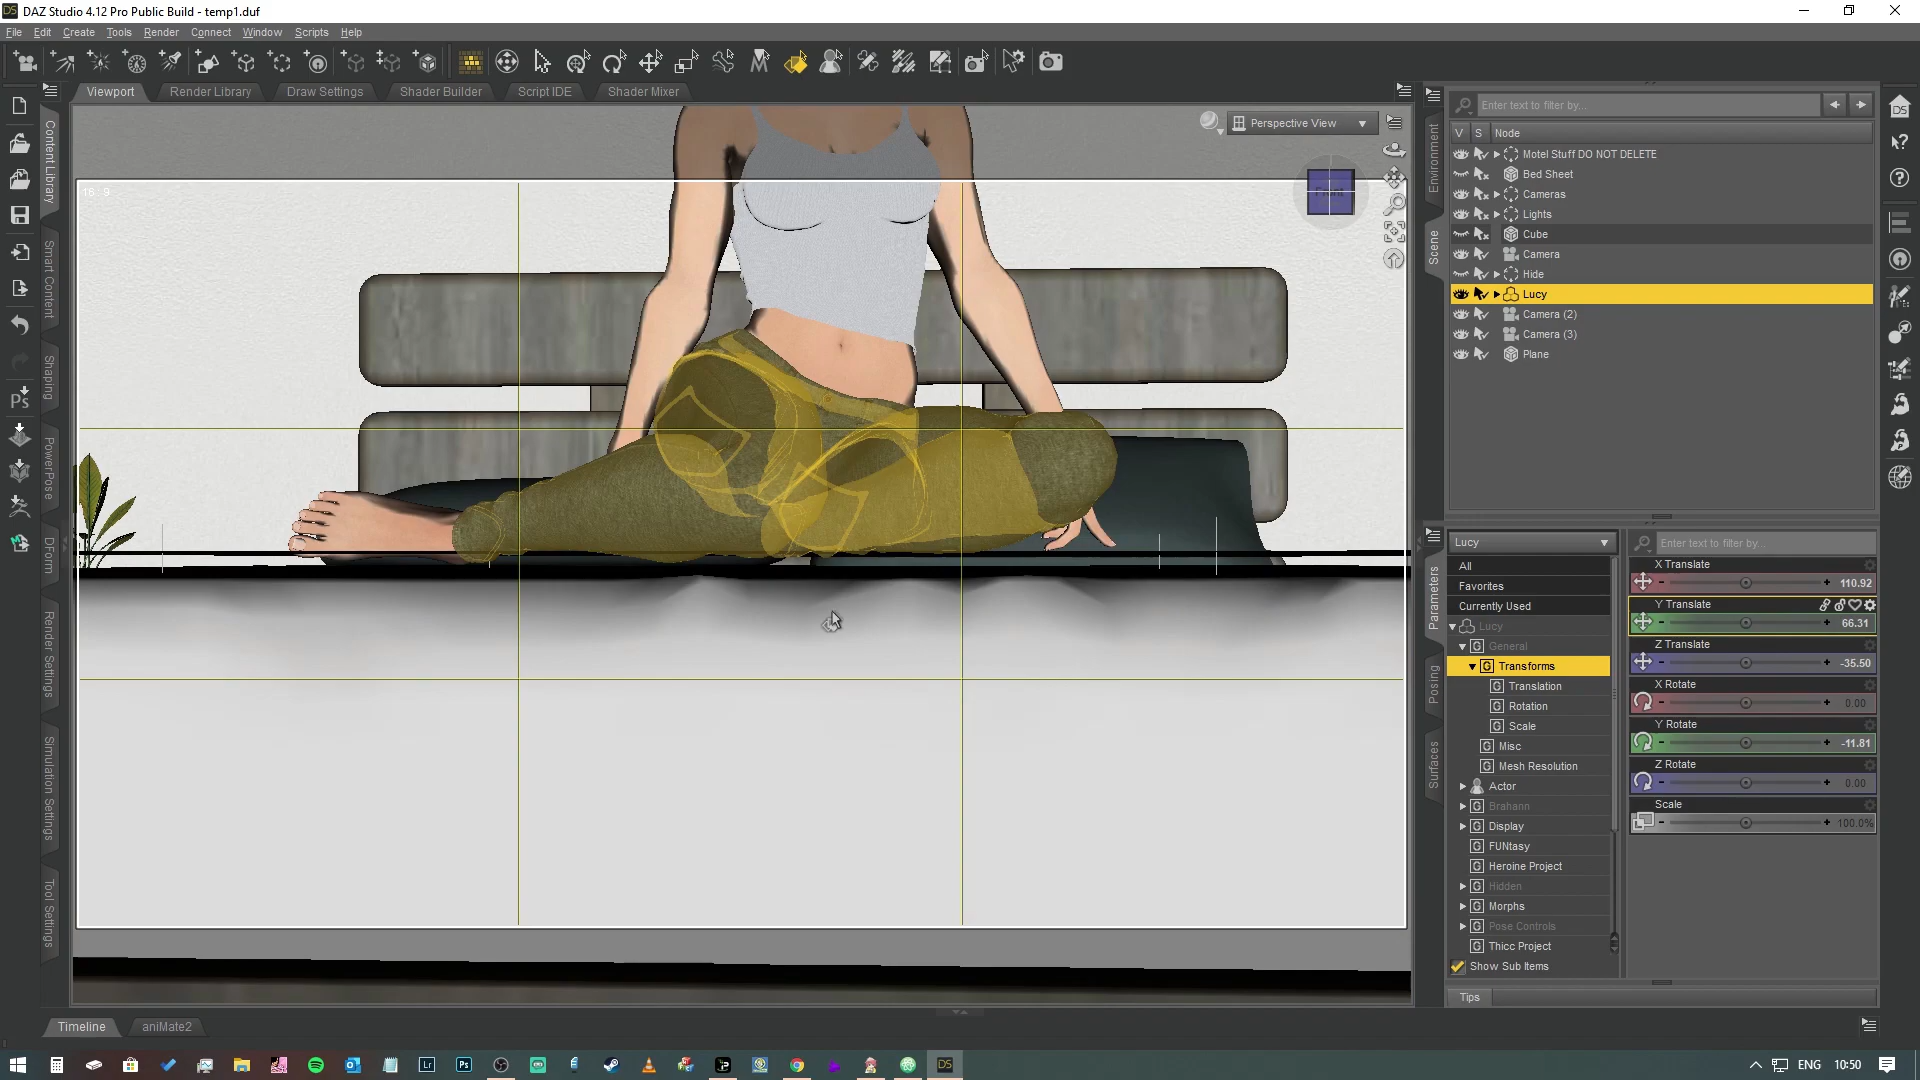 DAZ Studio 4.12 Pro Public Build - temp1.duf
File Edit Create Tools Render Connect Window Scripts Help
Viewport Render Library Draw Settings Shader Builder Script IDE Shader Mixer
16 : 9
Perspective View
Front
Content Library
Smart Content
Shaping
PowerPose
DForm
Render Settings
Simulation Settings
Tool Settings
Environment
Scene
Enter text to filter by...
V S Node
Motel Stuff DO NOT DELETE
Bed Sheet
Cameras
Lights
Cube
Camera
Hide
Lucy
Camera (2)
Camera (3)
Plane
Parameters
Posing
Surfaces
Lucy
All
Favorites
Currently Used
Lucy
General
Transforms
Translation
Rotation
Scale
Misc
Mesh Resolution
Actor
Brahann
Display
FUNtasy
Heroine Project
Hidden
Morphs
Pose Controls
Thicc Project
Show Sub Items
Enter text to filter by...
X Translate
110.92
Y Translate
66.31
Z Translate
-35.50
X Rotate
0.00
Y Rotate
-11.81
Z Rotate
0.00
Scale
100.0%
Tips
Timeline aniMate2
ENG 10:50